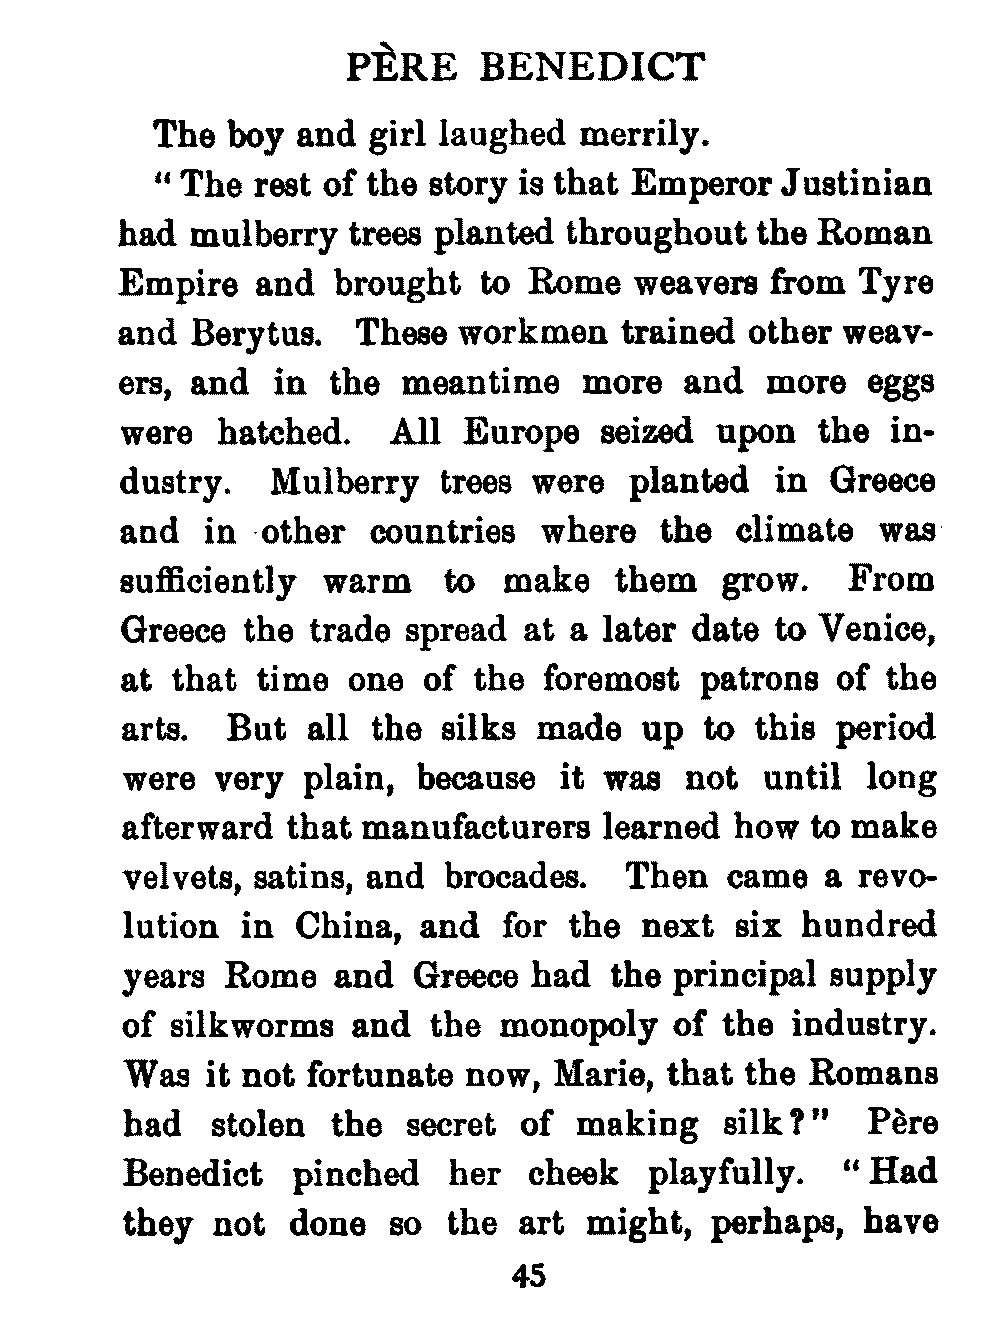 PÈRE BENEDICT
The boy and girl laughed merrily.
“The rest of the story is that Emperor Justinian
had mulberry trees planted throughout the Roman
Empire and brought to Rome weavers from Tyre
and Berytus. These workmen trained other weav-
ers, and in the meantime more and more eggs
were hatched. All Europe seized upon the in-
dustry. Mulberry trees were planted in Greece
and in other countries where the climate was
sufficiently warm to make them grow. From
Greece the trade spread at a later date to Venice,
at that time one of the foremost patrons of the
arts. But all the silks made up to this period
were very plain, because it was not until long
afterward that manufacturers learned how to make
velvets, satins, and brocades. Then came a revo-
lution in China, and for the next six hundred
years Rome and Greece had the principal supply
of silkworms and the monopoly of the industry.
Was it not fortunate now, Marie, that the Romans
had stolen the secret of making silk?” Père
Benedict pinched her cheek playfully. “Had
they not done so the art might, perhaps, have
45